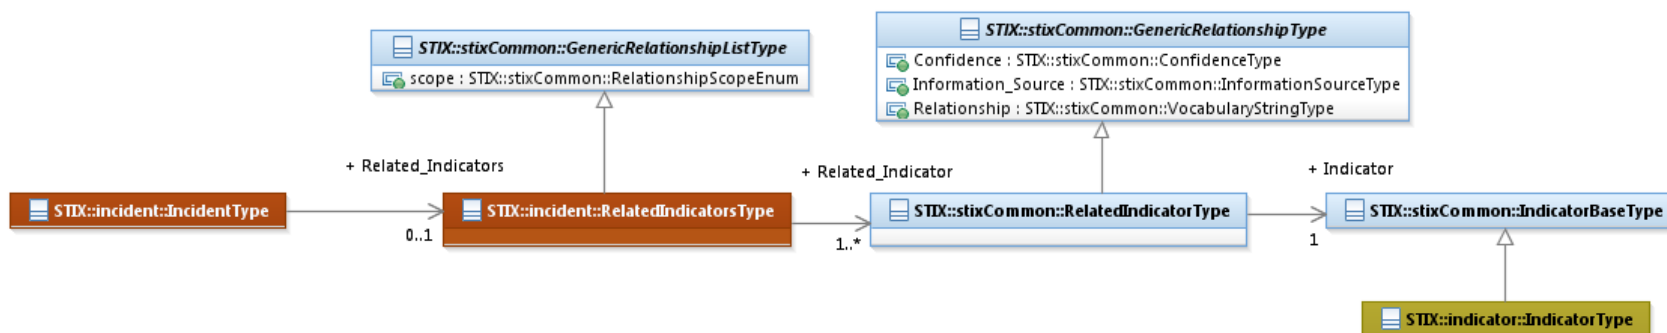 STIX::stixCommon::GenericRelationshipListType
scope : STIX::stixCommon::RelationshipScopeEnum
STIX::stixCommon::GenericRelationshipType
Confidence : STIX::stixCommon::ConfidenceType
Information_Source : STIX::stixCommon::InformationSourceType
Relationship : STIX::stixCommon::VocabularyStringType
+ Related_Indicators
+ Related_Indicator
+ Indicator
STIX::incident::IncidentType
STIX::incident::RelatedIndicatorsType
STIX::stixCommon::RelatedIndicatorType
STIX::stixCommon::IndicatorBaseType
0..1
1..*
1
STIX::indicator::IndicatorType